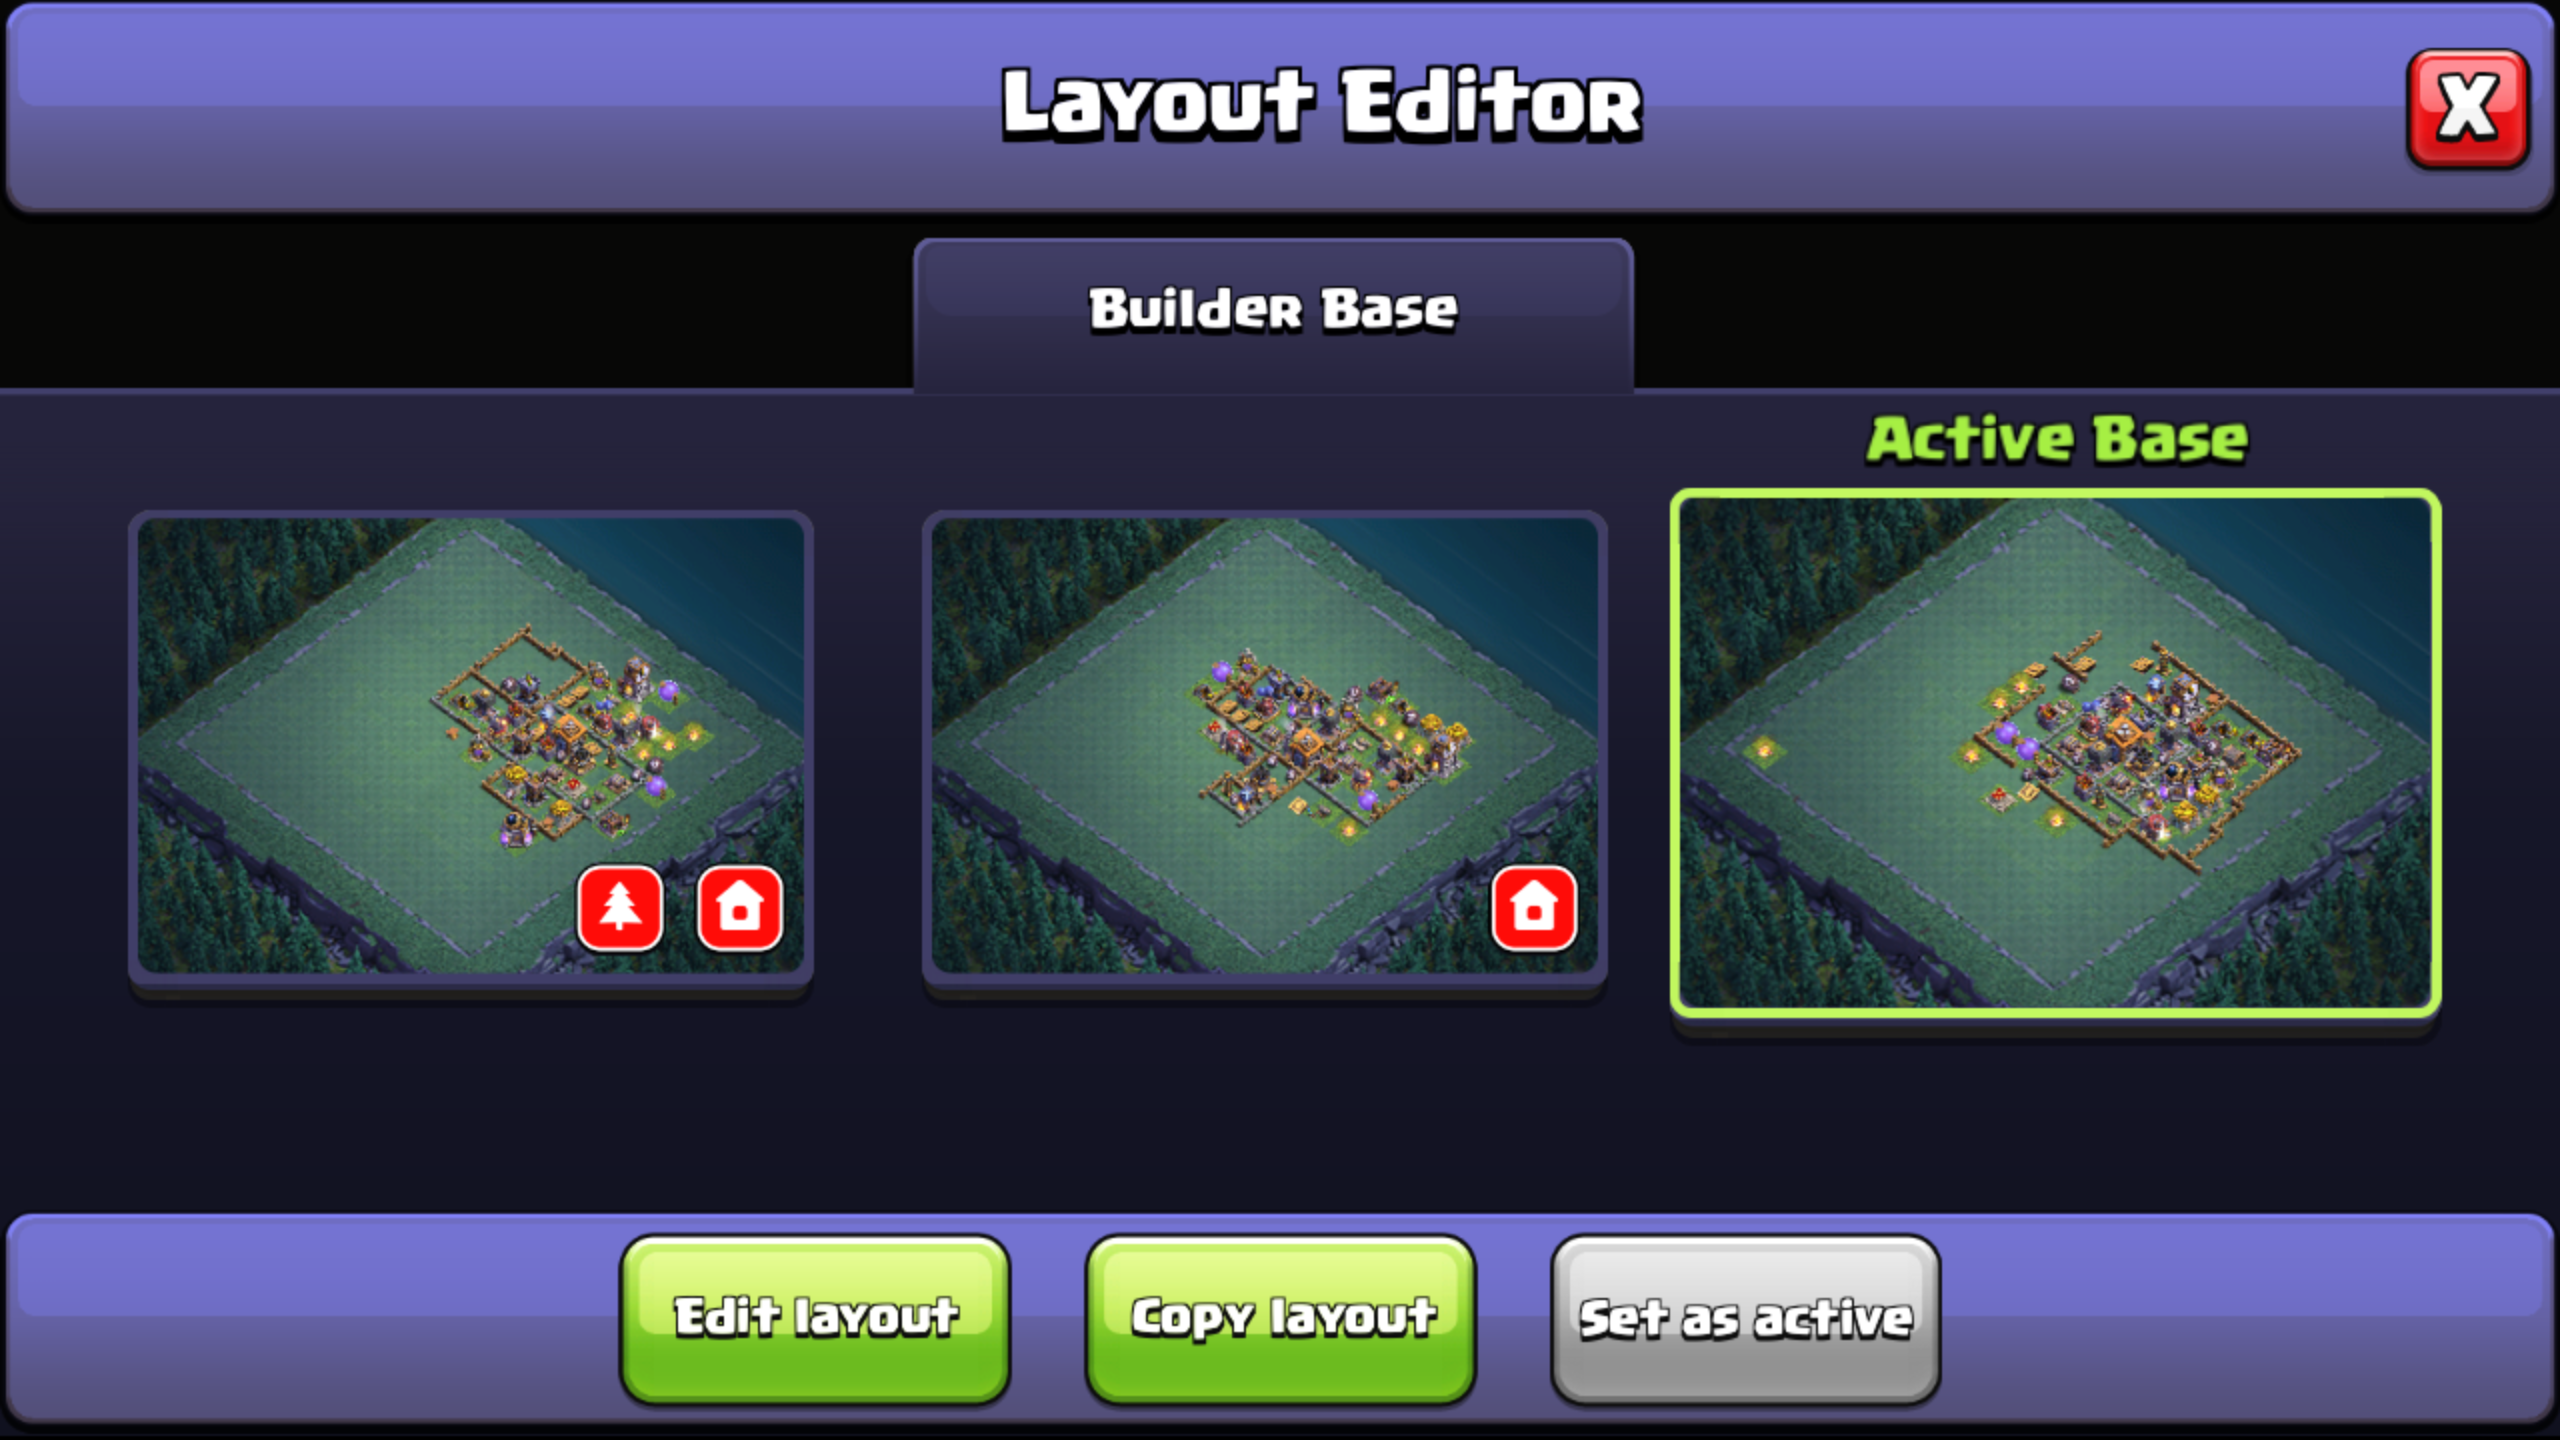 Layout Editor
X
Builder Base
Active Base
Edit layout
Copy layout
Set as active